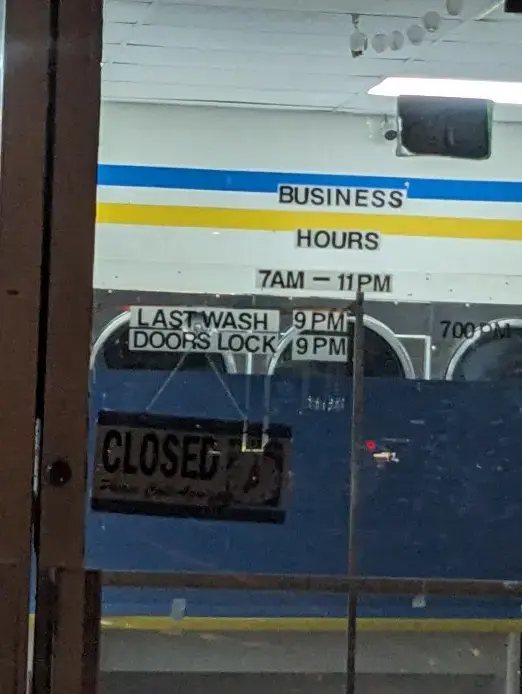 BUSINESS
HOURS
7AM – 11PM
LAST WASH 9PM
DOORS LOCK 9PM
700 PM
CLOSED